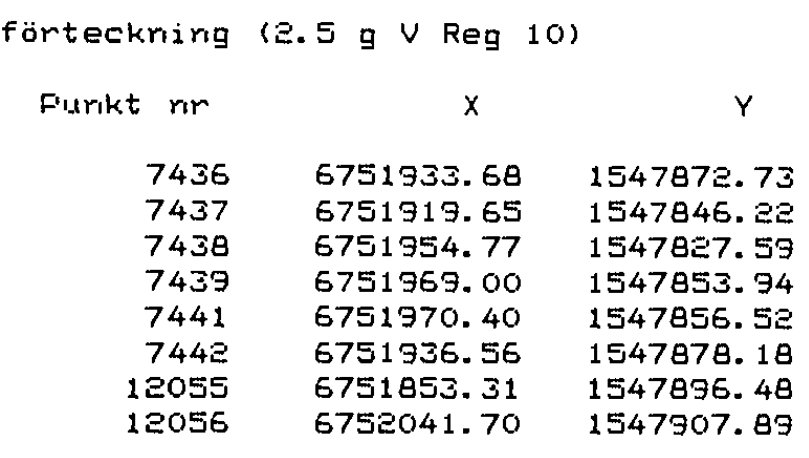 förteckning (2.5 g V Reg 10)
Punkt nr X Y
7436 6751933.68 1547872.73
7437 6751919.65 1547846.22
7438 6751954.77 1547827.59
7439 6751969.00 1547853.94
7441 6751970.40 1547856.52
7442 6751936.56 1547878.18
12055 6751853.31 1547896.48
12056 6752041.70 1547907.89